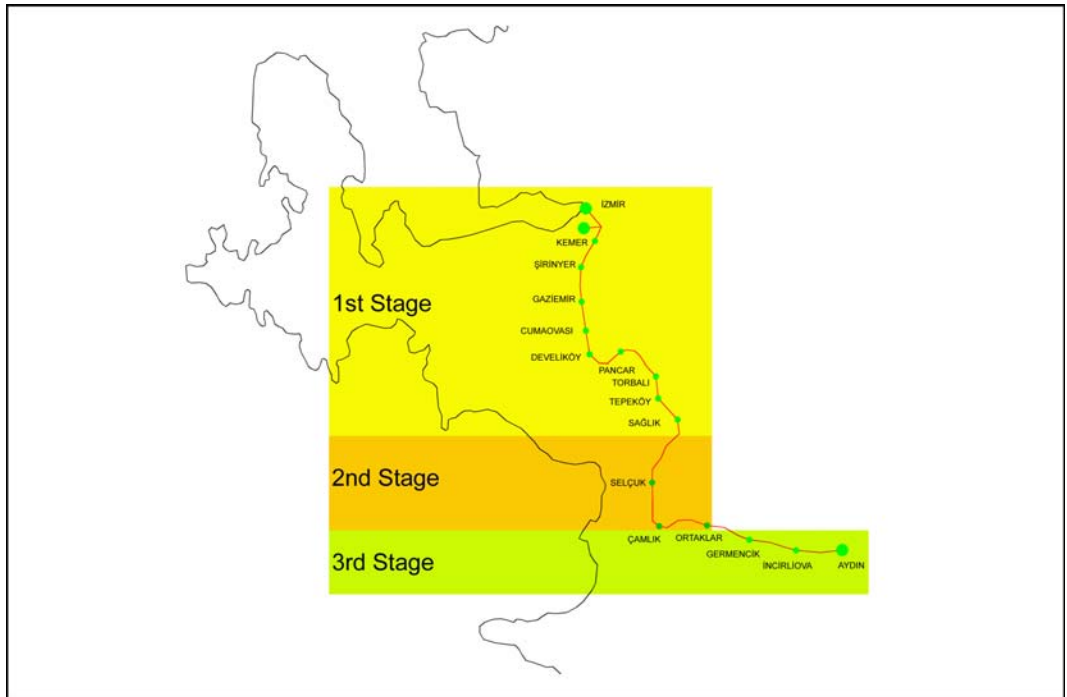 İZMİR
KEMER
ŞİRİNYER
1st Stage
GAZİEMİR
CUMAOVASI
DEVELİKÖY
PANCAR
TORBALI
TEPEKÖY
SAĞLIK
2nd Stage
SELÇUK
ÇAMLIK
ORTAKLAR
GERMENCİK
3rd Stage
İNCİRLİOVA
AYDIN